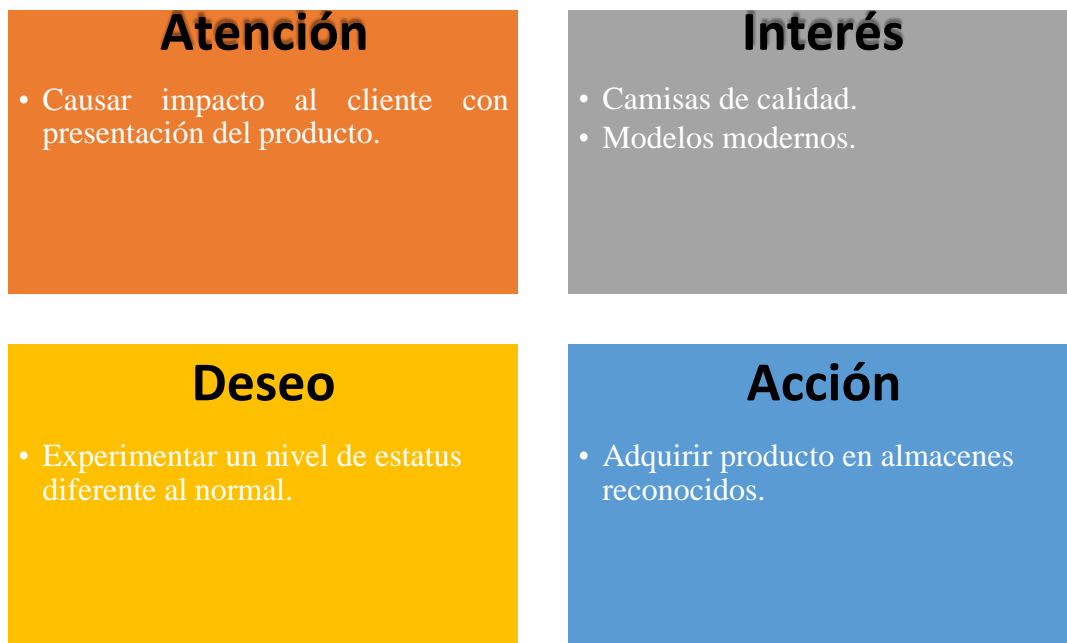 Atención
• Causar impacto al cliente con
presentación del producto.
Interés
• Camisas de calidad.
• Modelos modernos.
Deseo
• Experimentar un nivel de estatus
diferente al normal.
Acción
• Adquirir producto en almacenes
reconocidos.